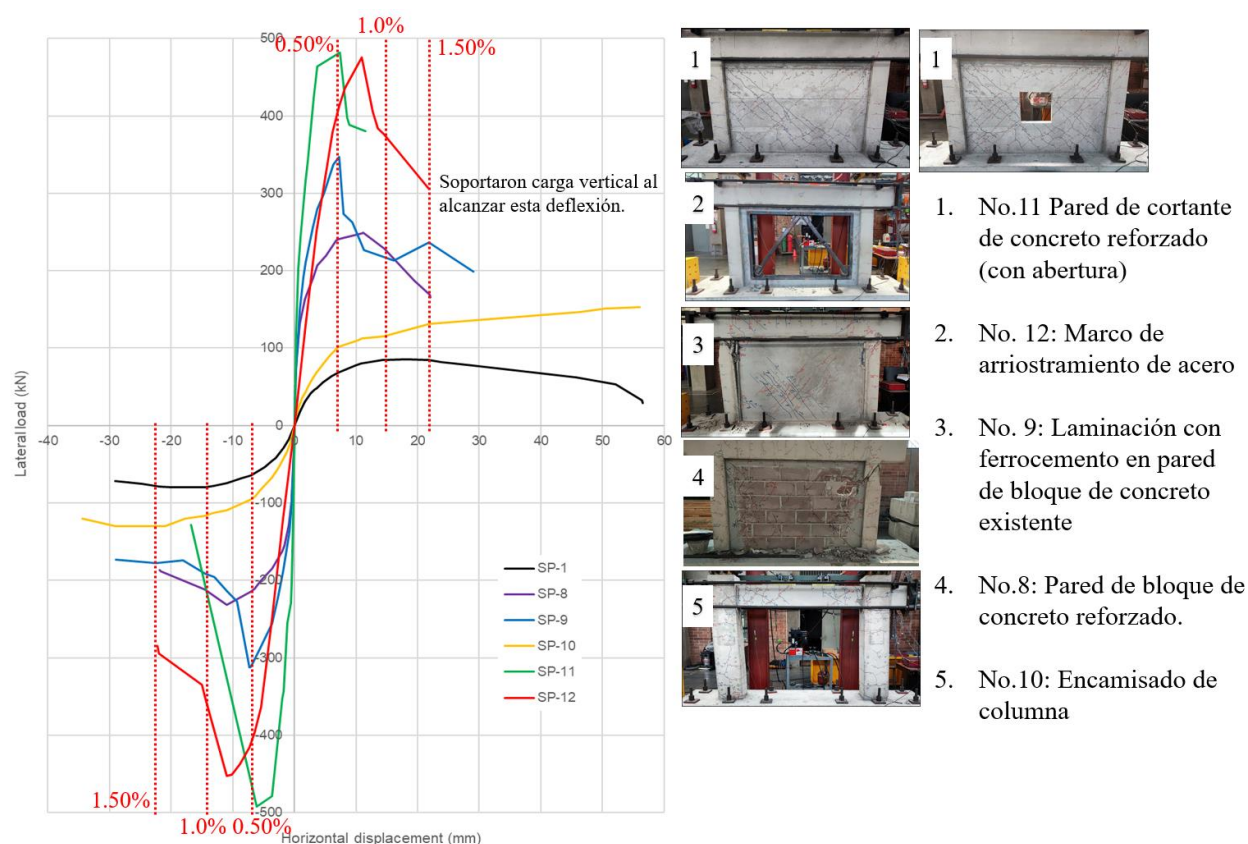 1.0%
0.50%
1.50%
500
400
300
200
100
0
-100
-200
-300
-400
-500
-40
-30
-20
-10
0
10
20
30
40
50
60
Lateral load (kN)
Soportaron carga vertical al
alcanzar esta deflexión.
SP-1
SP-8
SP-9
SP-10
SP-11
SP-12
1.50%
1.0% 0.50%
Horizontal displacement (mm)
1
1
2
3
4
5
1. No.11 Pared de cortante
de concreto reforzado
(con abertura)
2. No. 12: Marco de
arriostramiento de acero
3. No. 9: Laminación con
ferrocemento en pared
de bloque de concreto
existente
4. No.8: Pared de bloque de
concreto reforzado.
5. No.10: Encamisado de
columna